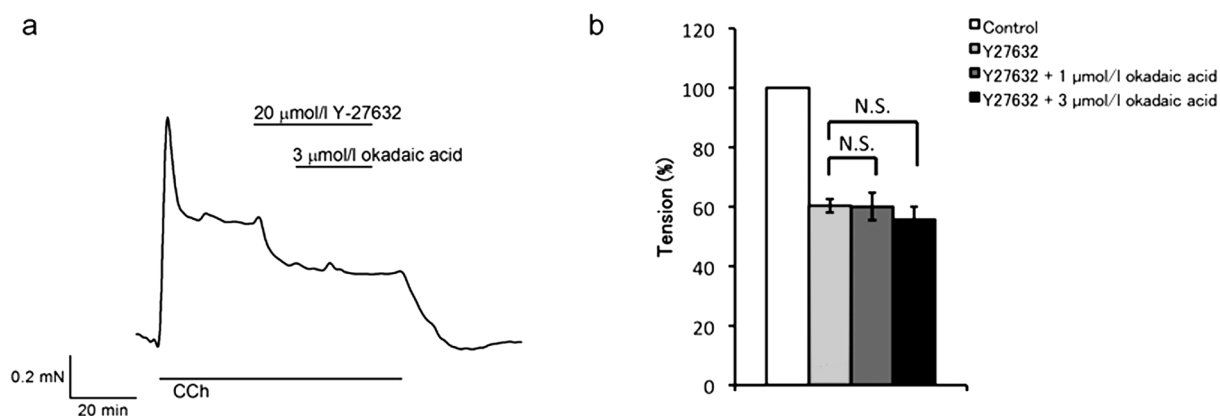 a
20 μmol/l Y-27632
3 μmol/l okadaic acid
0.2 mN
20 min
CCh
b
Control
Y27632
Y27632 + 1 μmol/l okadaic acid
Y27632 + 3 μmol/l okadaic acid
N.S.
N.S.
Tension (%)
120
100
80
60
40
20
0